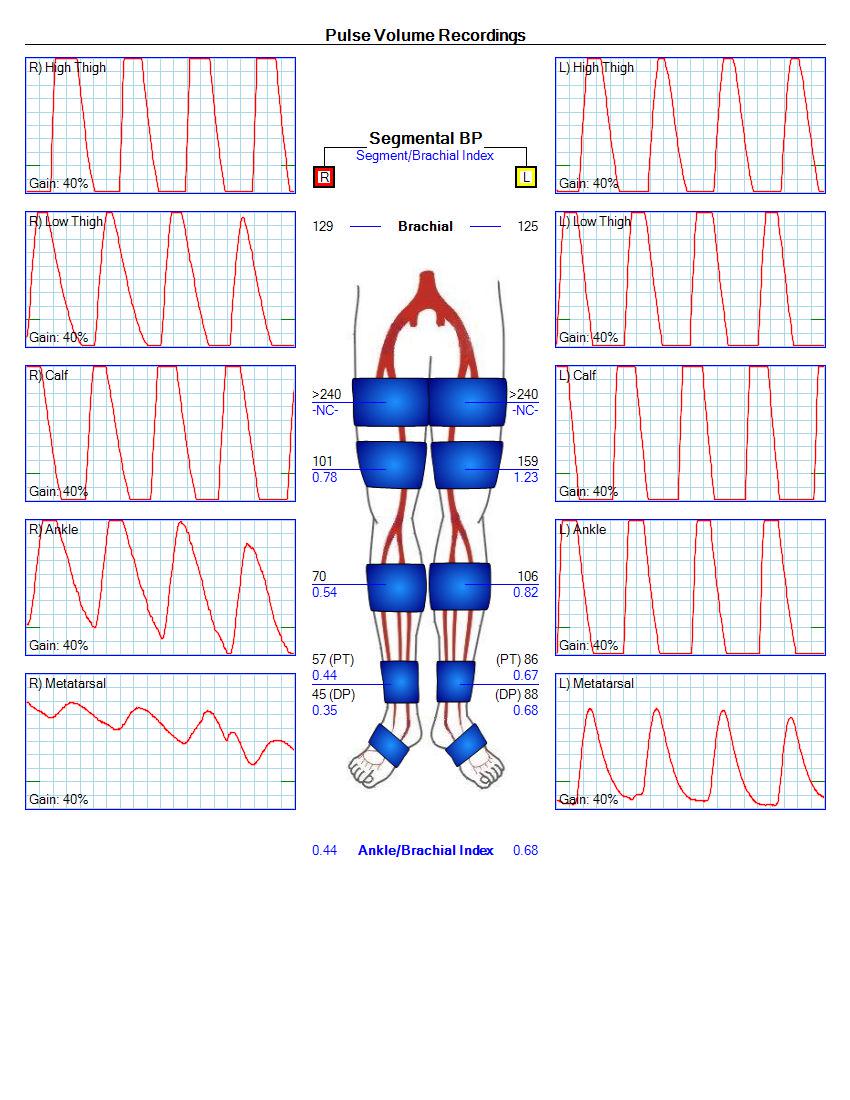 Pulse Volume Recordings
R) High Thigh
Gain: 40%
L) High Thigh
Gain: 40%
Segmental BP
Segment/Brachial Index
R
L
129 Brachial 125
R) Low Thigh
Gain: 40%
L) Low Thigh
Gain: 40%
>240 >240
-NC- -NC-
R) Calf
Gain: 40%
L) Calf
Gain: 40%
101 159
0.78 1.23
R) Ankle
Gain: 40%
L) Ankle
Gain: 40%
70 106
0.54 0.82
57 (PT) (PT) 86
0.44 0.67
45 (DP) (DP) 88
0.35 0.68
R) Metatarsal
Gain: 40%
L) Metatarsal
Gain: 40%
0.44 Ankle/Brachial Index 0.68